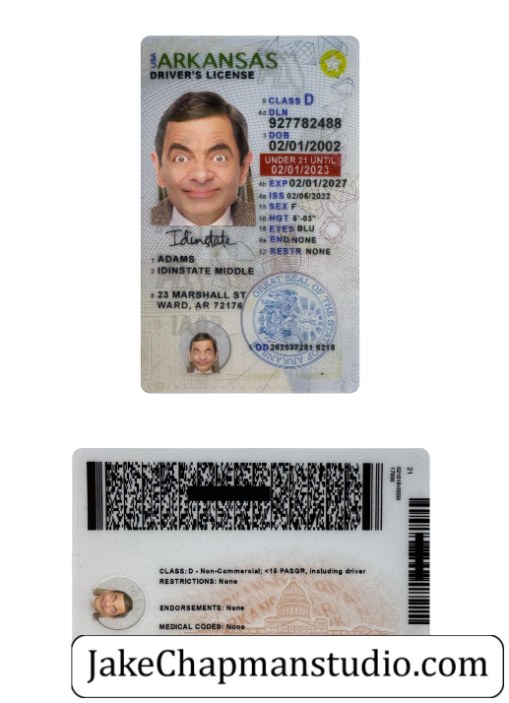 USA
ARKANSAS
DRIVER'S LICENSE
9 CLASS D
4d DLN
927782488
3 DOB
02/01/2002
UNDER 21 UNTIL
02/01/2023
4b EXP 02/01/2027
4a ISS 02/05/2022
15 SEX F
16 HGT 5'-03"
18 EYES BLU
9a END NONE
12 RESTR NONE
Idinstate
1 ADAMS
2 IDINSTATE MIDDLE
8 23 MARSHALL ST
WARD, AR 72176
GREAT SEAL OF THE STATE OF ARKANSAS
5 DD 262537281 8218
21
CLASS: D - Non-Commercial; <15 PASGR, including driver
RESTRICTIONS: None
ENDORSEMENTS: None
MEDICAL CODES: None
JakeChapmanstudio.com